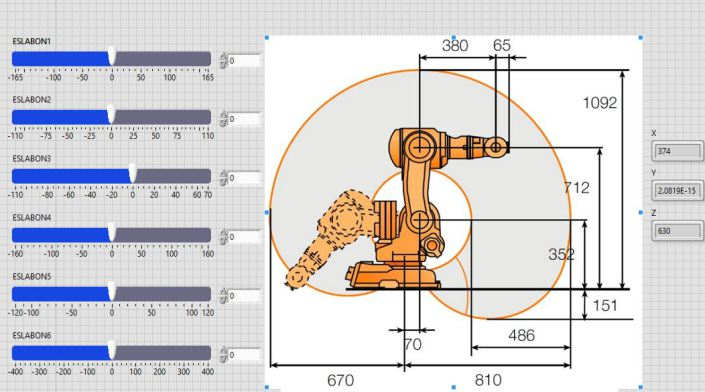 ESLABON1
0
-165 -100 -50 0 50 100 165
ESLABON2
0
-110 -75 -50 -25 0 25 50 75 110
ESLABON3
0
-110 -80 -60 -40 -20 0 20 40 60 70
ESLABON4
0
-160 -100 -50 0 50 100 160
ESLABON5
0
-120 -100 -50 0 50 100 120
ESLABON6
0
-400 -300 -200 -100 0 100 200 300 400
380 65
1092
712
352
151
70
486
670 810
X
374
Y
2.0819E-15
Z
630